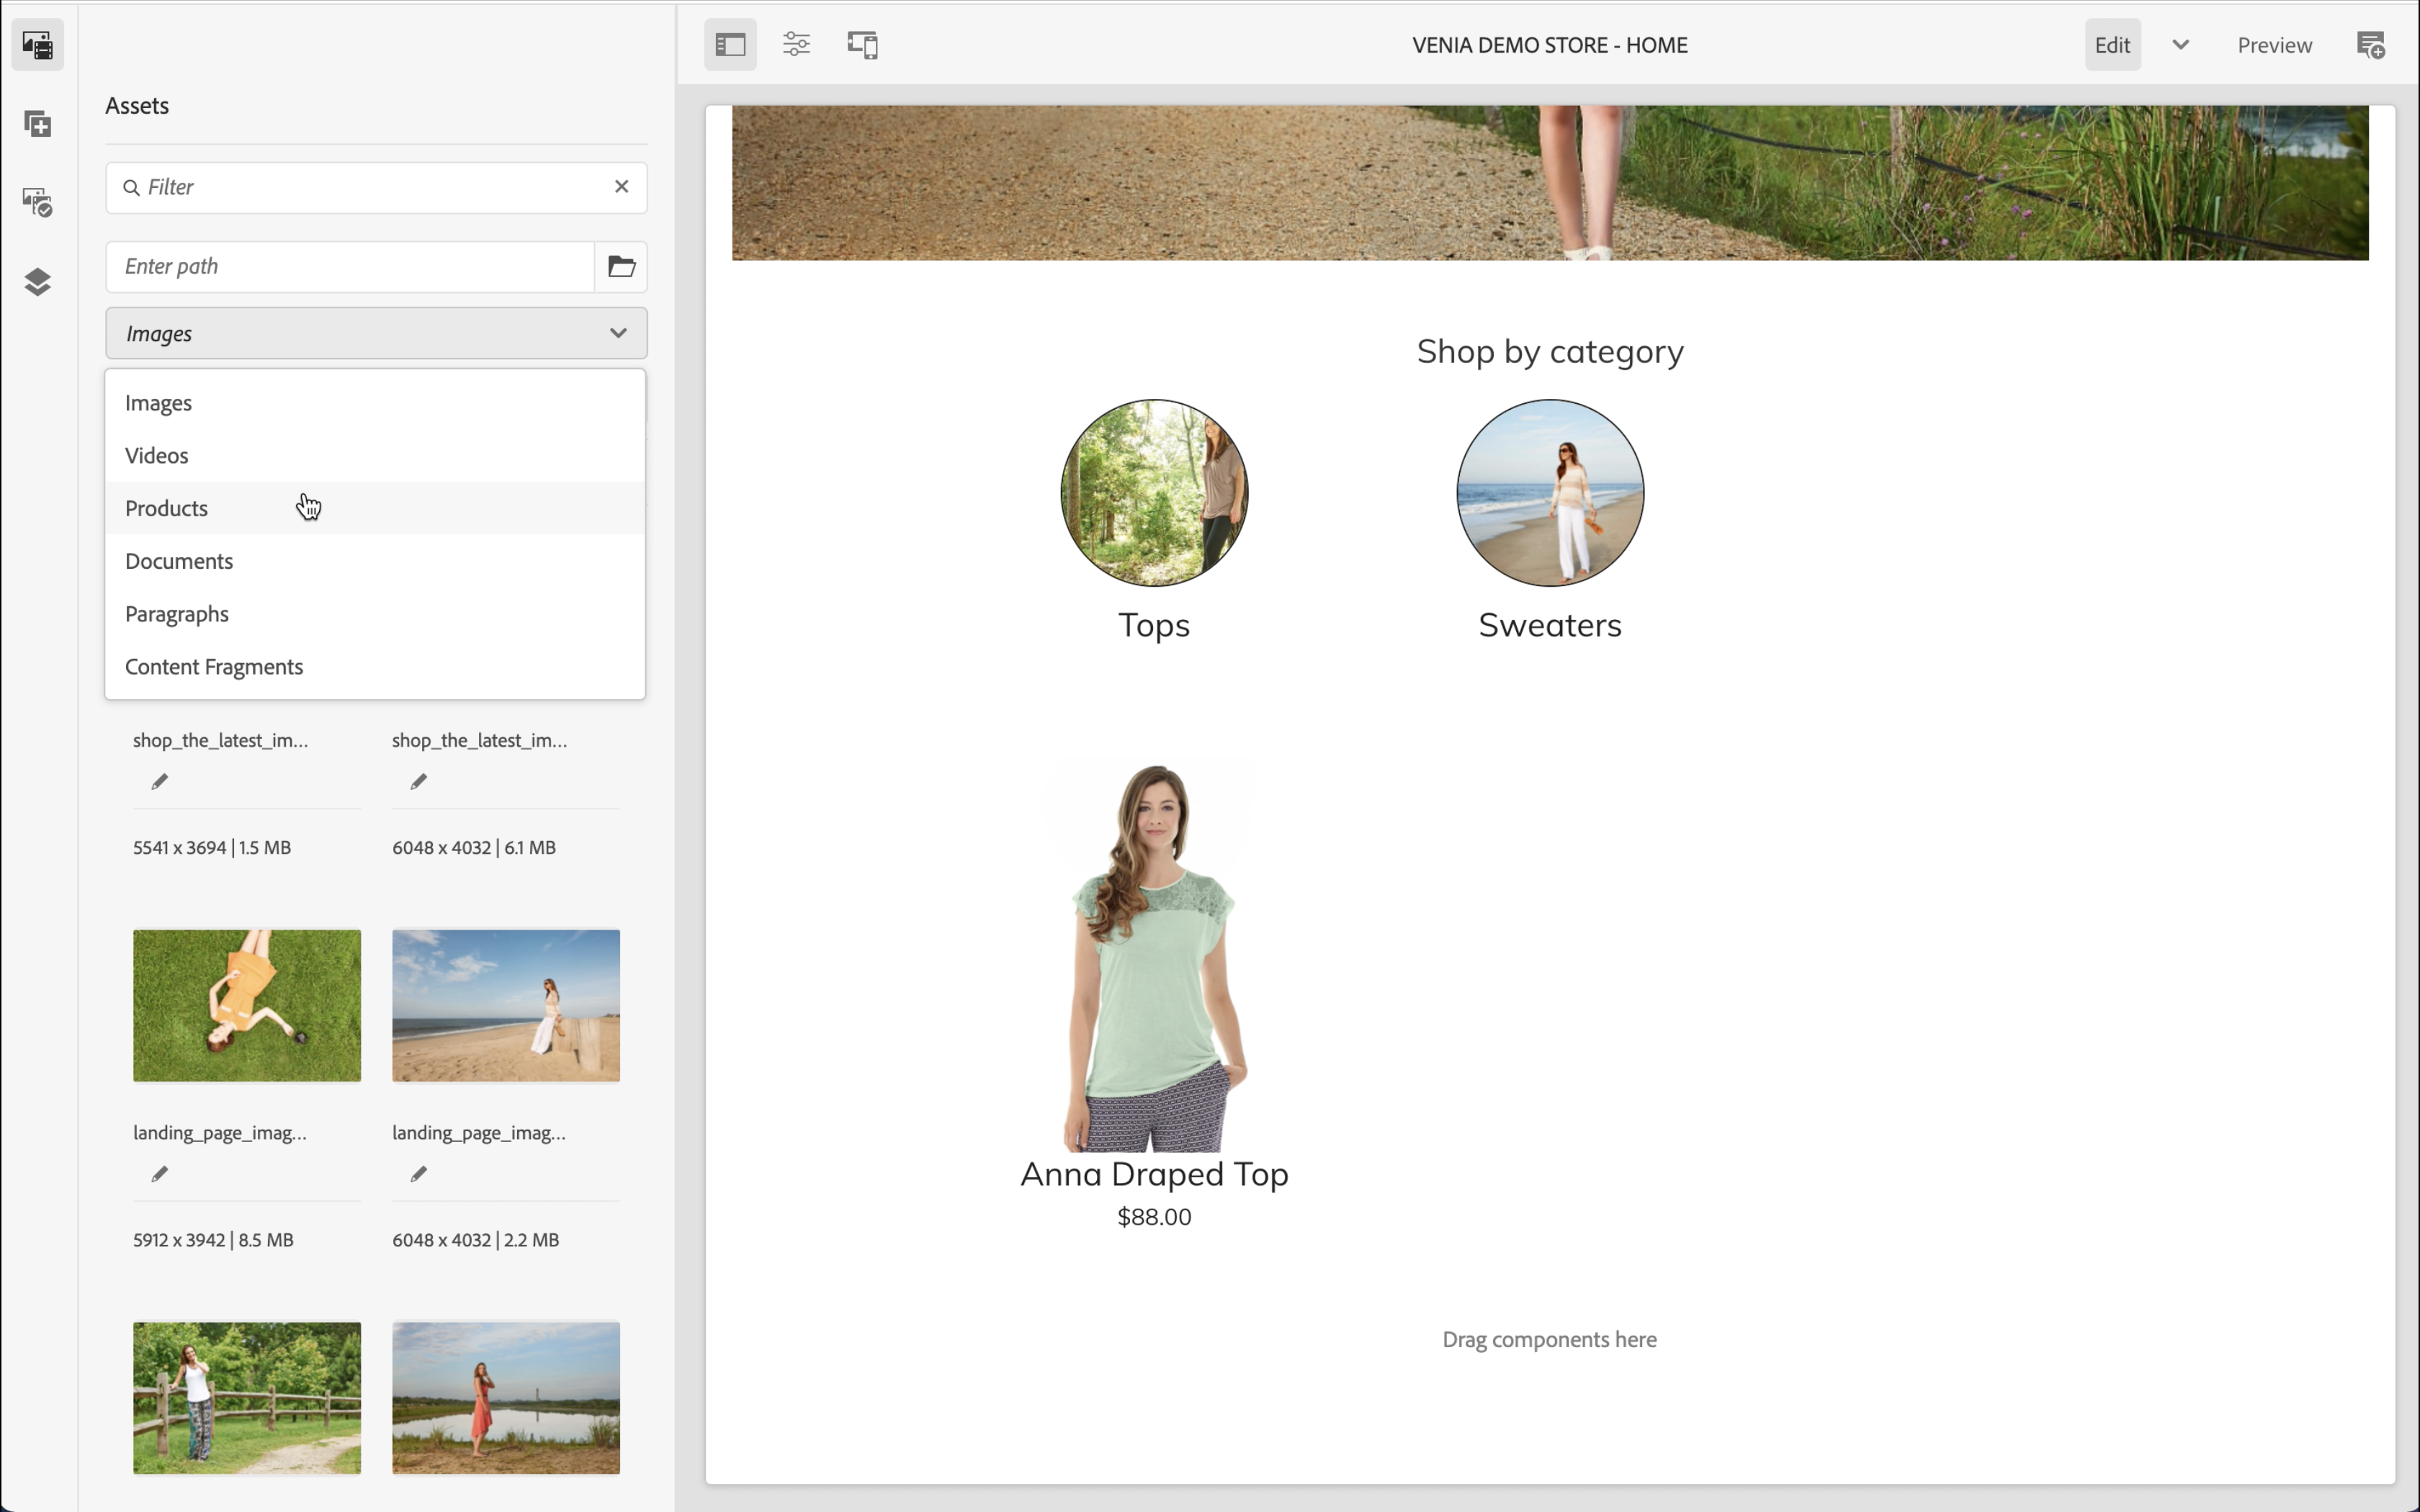 VENIA DEMO STORE - HOME
Edit
Preview
Assets
Filter
Enter path
Images
Images
Videos
Products
Documents
Paragraphs
Content Fragments
shop_the_latest_im...
shop_the_latest_im...
5541 x 3694 | 1.5 MB
6048 x 4032 | 6.1 MB
landing_page_imag...
landing_page_imag...
5912 x 3942 | 8.5 MB
6048 x 4032 | 2.2 MB
Shop by category
Tops
Sweaters
Anna Draped Top
$88.00
Drag components here